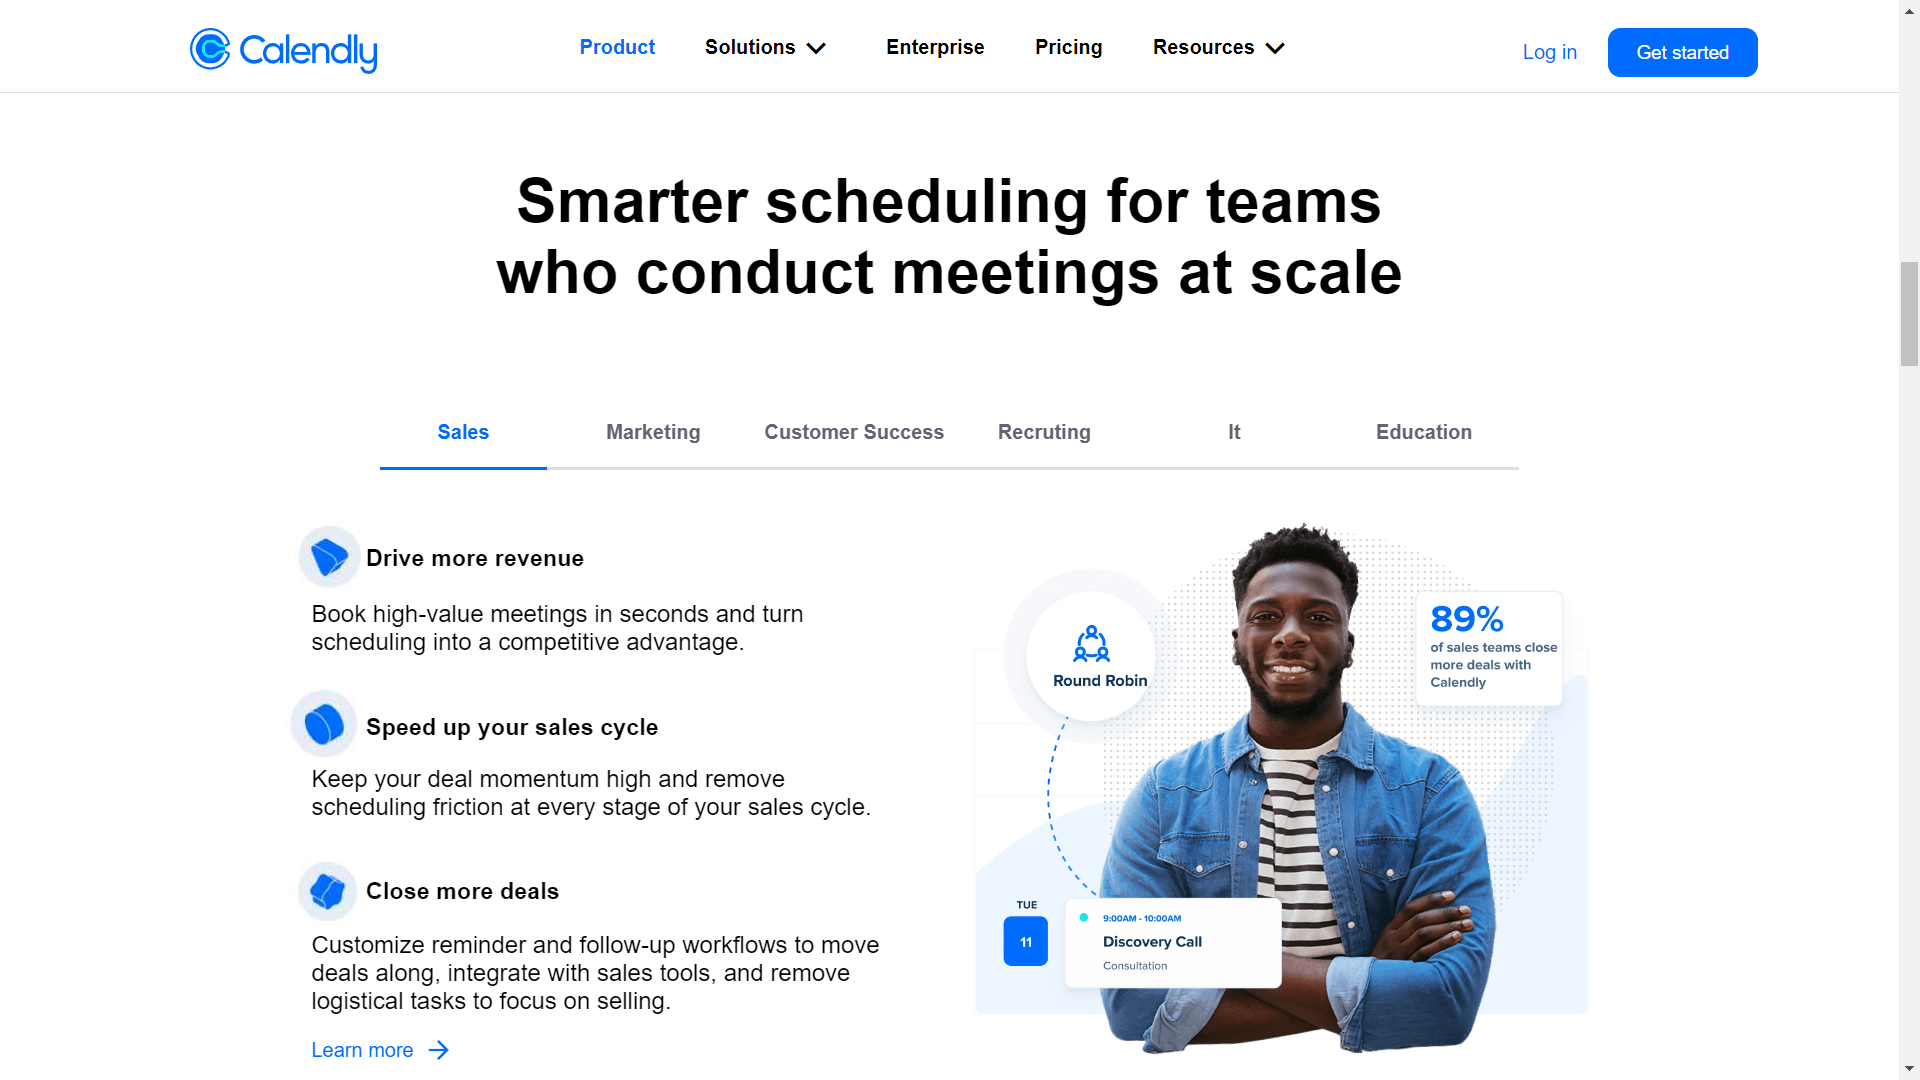 Calendly
Product
Solutions
Enterprise
Pricing
Resources
Log in
Get started
Smarter scheduling for teams
who conduct meetings at scale
Sales
Marketing
Customer Success
Recruting
It
Education
Drive more revenue
Book high-value meetings in seconds and turn
scheduling into a competitive advantage.
Speed up your sales cycle
Keep your deal momentum high and remove
scheduling friction at every stage of your sales cycle.
Close more deals
Customize reminder and follow-up workflows to move
deals along, integrate with sales tools, and remove
logistical tasks to focus on selling.
Learn more
Round Robin
89%
of sales teams close
more deals with
Calendly
TUE
11
9:00AM - 10:00AM
Discovery Call
Consultation